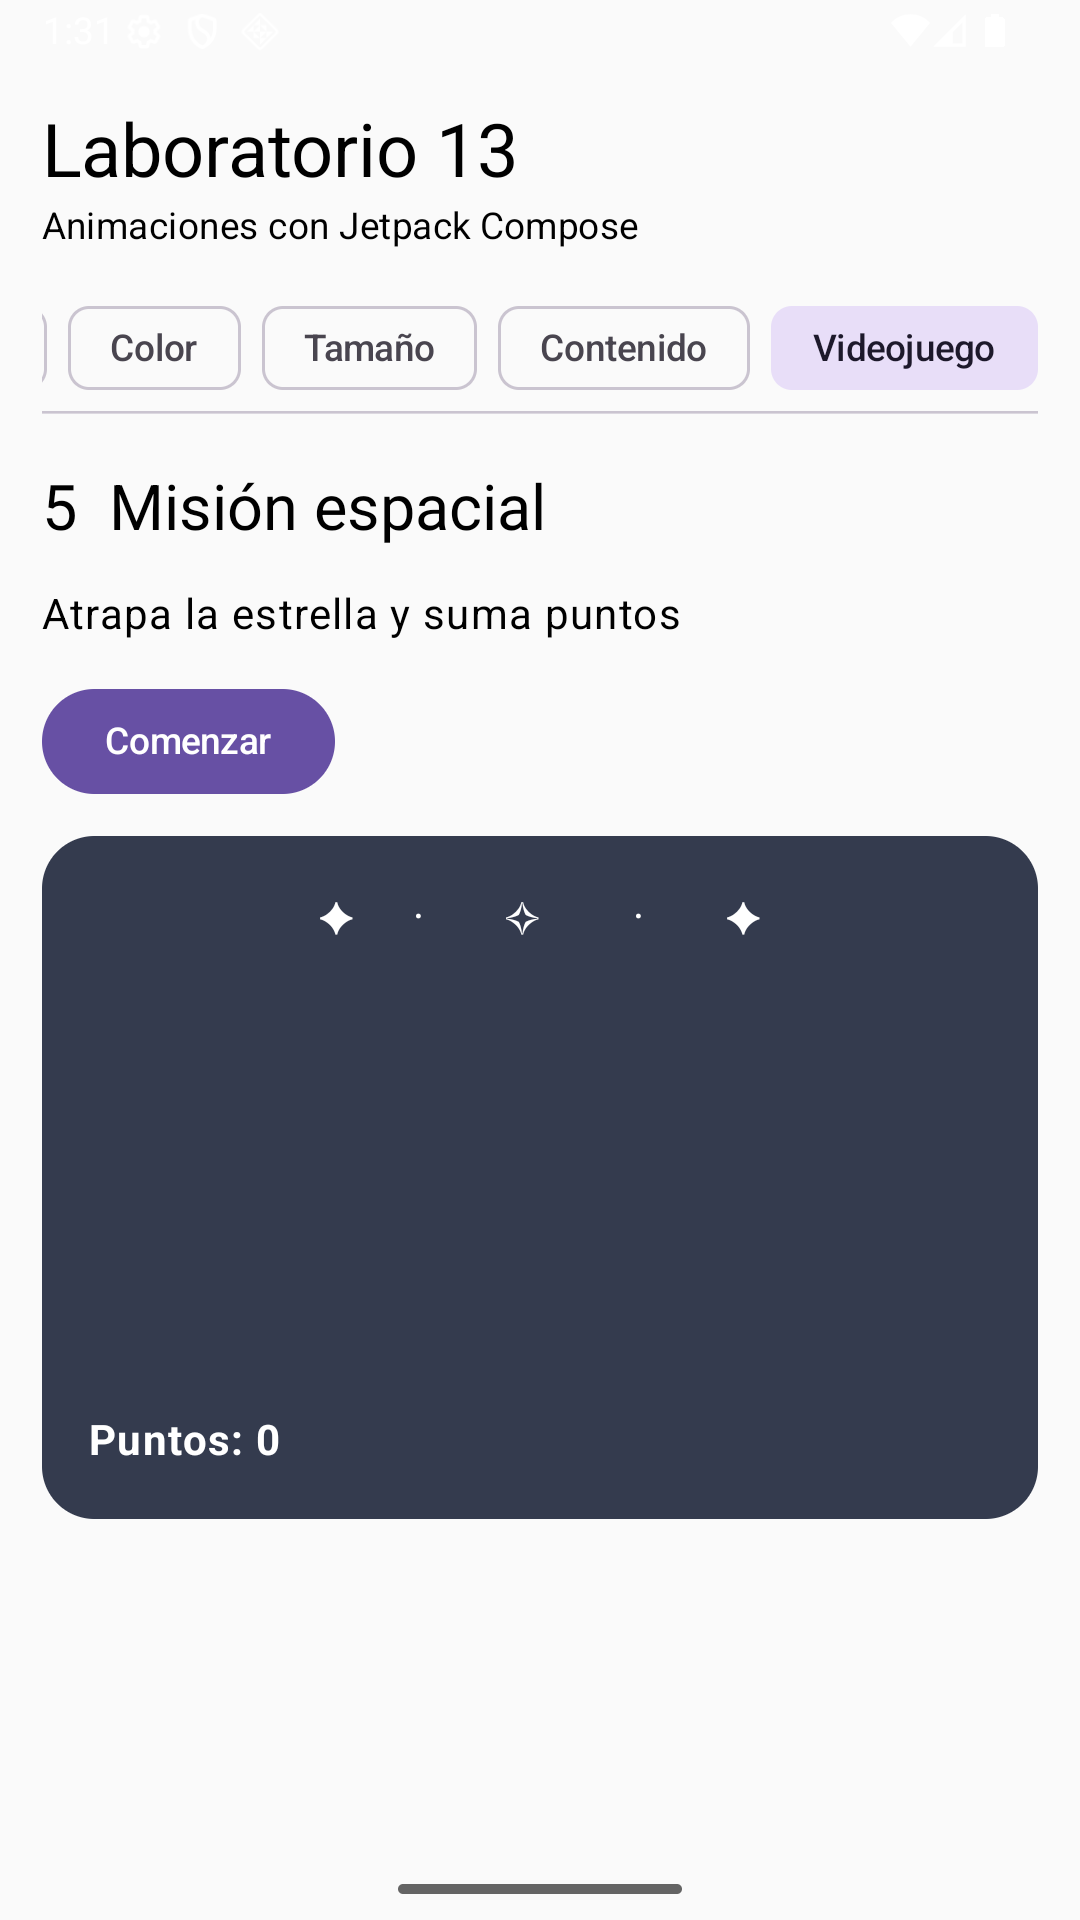 1:31
Laboratorio 13
Animaciones con Jetpack Compose
Color Tamaño Contenido Videojuego
5 Misión espacial
Atrapa la estrella y suma puntos
Comenzar
✦ · ✧ · ✦
Puntos: 0